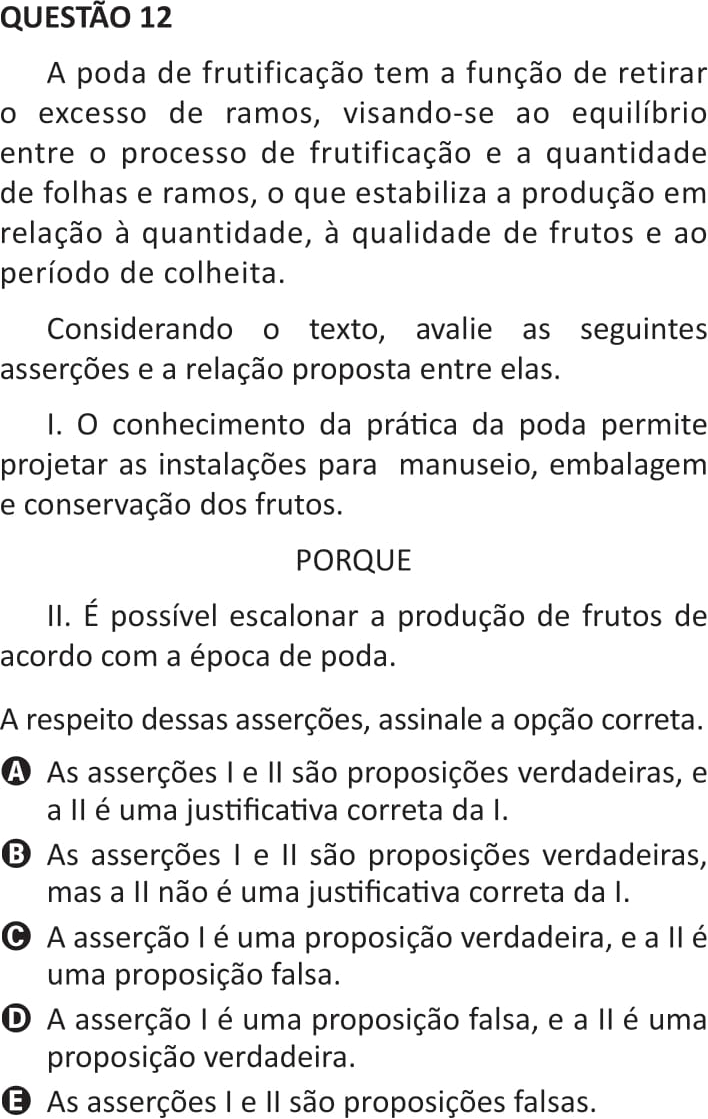 QUESTÃO 12
A poda de frutificação tem a função de retirar
o excesso de ramos, visando-se ao equilíbrio
entre o processo de frutificação e a quantidade
de folhas e ramos, o que estabiliza a produção em
relação à quantidade, à qualidade de frutos e ao
período de colheita.
Considerando o texto, avalie as seguintes
asserções e a relação proposta entre elas.
I. O conhecimento da prática da poda permite
projetar as instalações para manuseio, embalagem
e conservação dos frutos.
PORQUE
II. É possível escalonar a produção de frutos de
acordo com a época de poda.
A respeito dessas asserções, assinale a opção correta.
A As asserções I e II são proposições verdadeiras, e
a II é uma justificativa correta da I.
B As asserções I e II são proposições verdadeiras,
mas a II não é uma justificativa correta da I.
C A asserção I é uma proposição verdadeira, e a II é
uma proposição falsa.
D A asserção I é uma proposição falsa, e a II é uma
proposição verdadeira.
E As asserções I e II são proposições falsas.